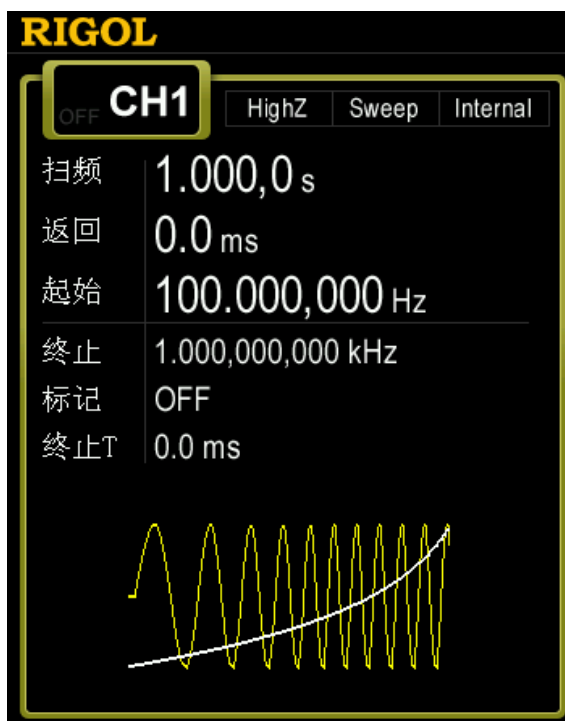 RIGOL
OFF CH1 HighZ Sweep Internal
扫频 1.000,0 s
返回 0.0 ms
起始 100.000,000 Hz
终止 1.000,000,000 kHz
标记 OFF
终止T 0.0 ms